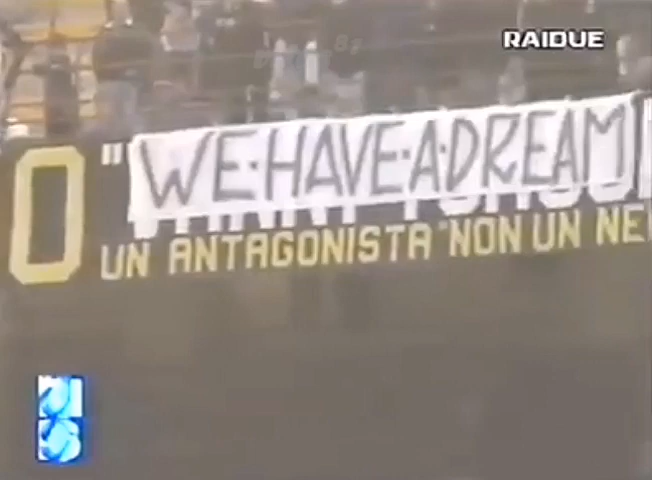 RAIDUE
"WE·HAVE·A·DREAM
O
UN ANTAGONISTA "NON UN NE